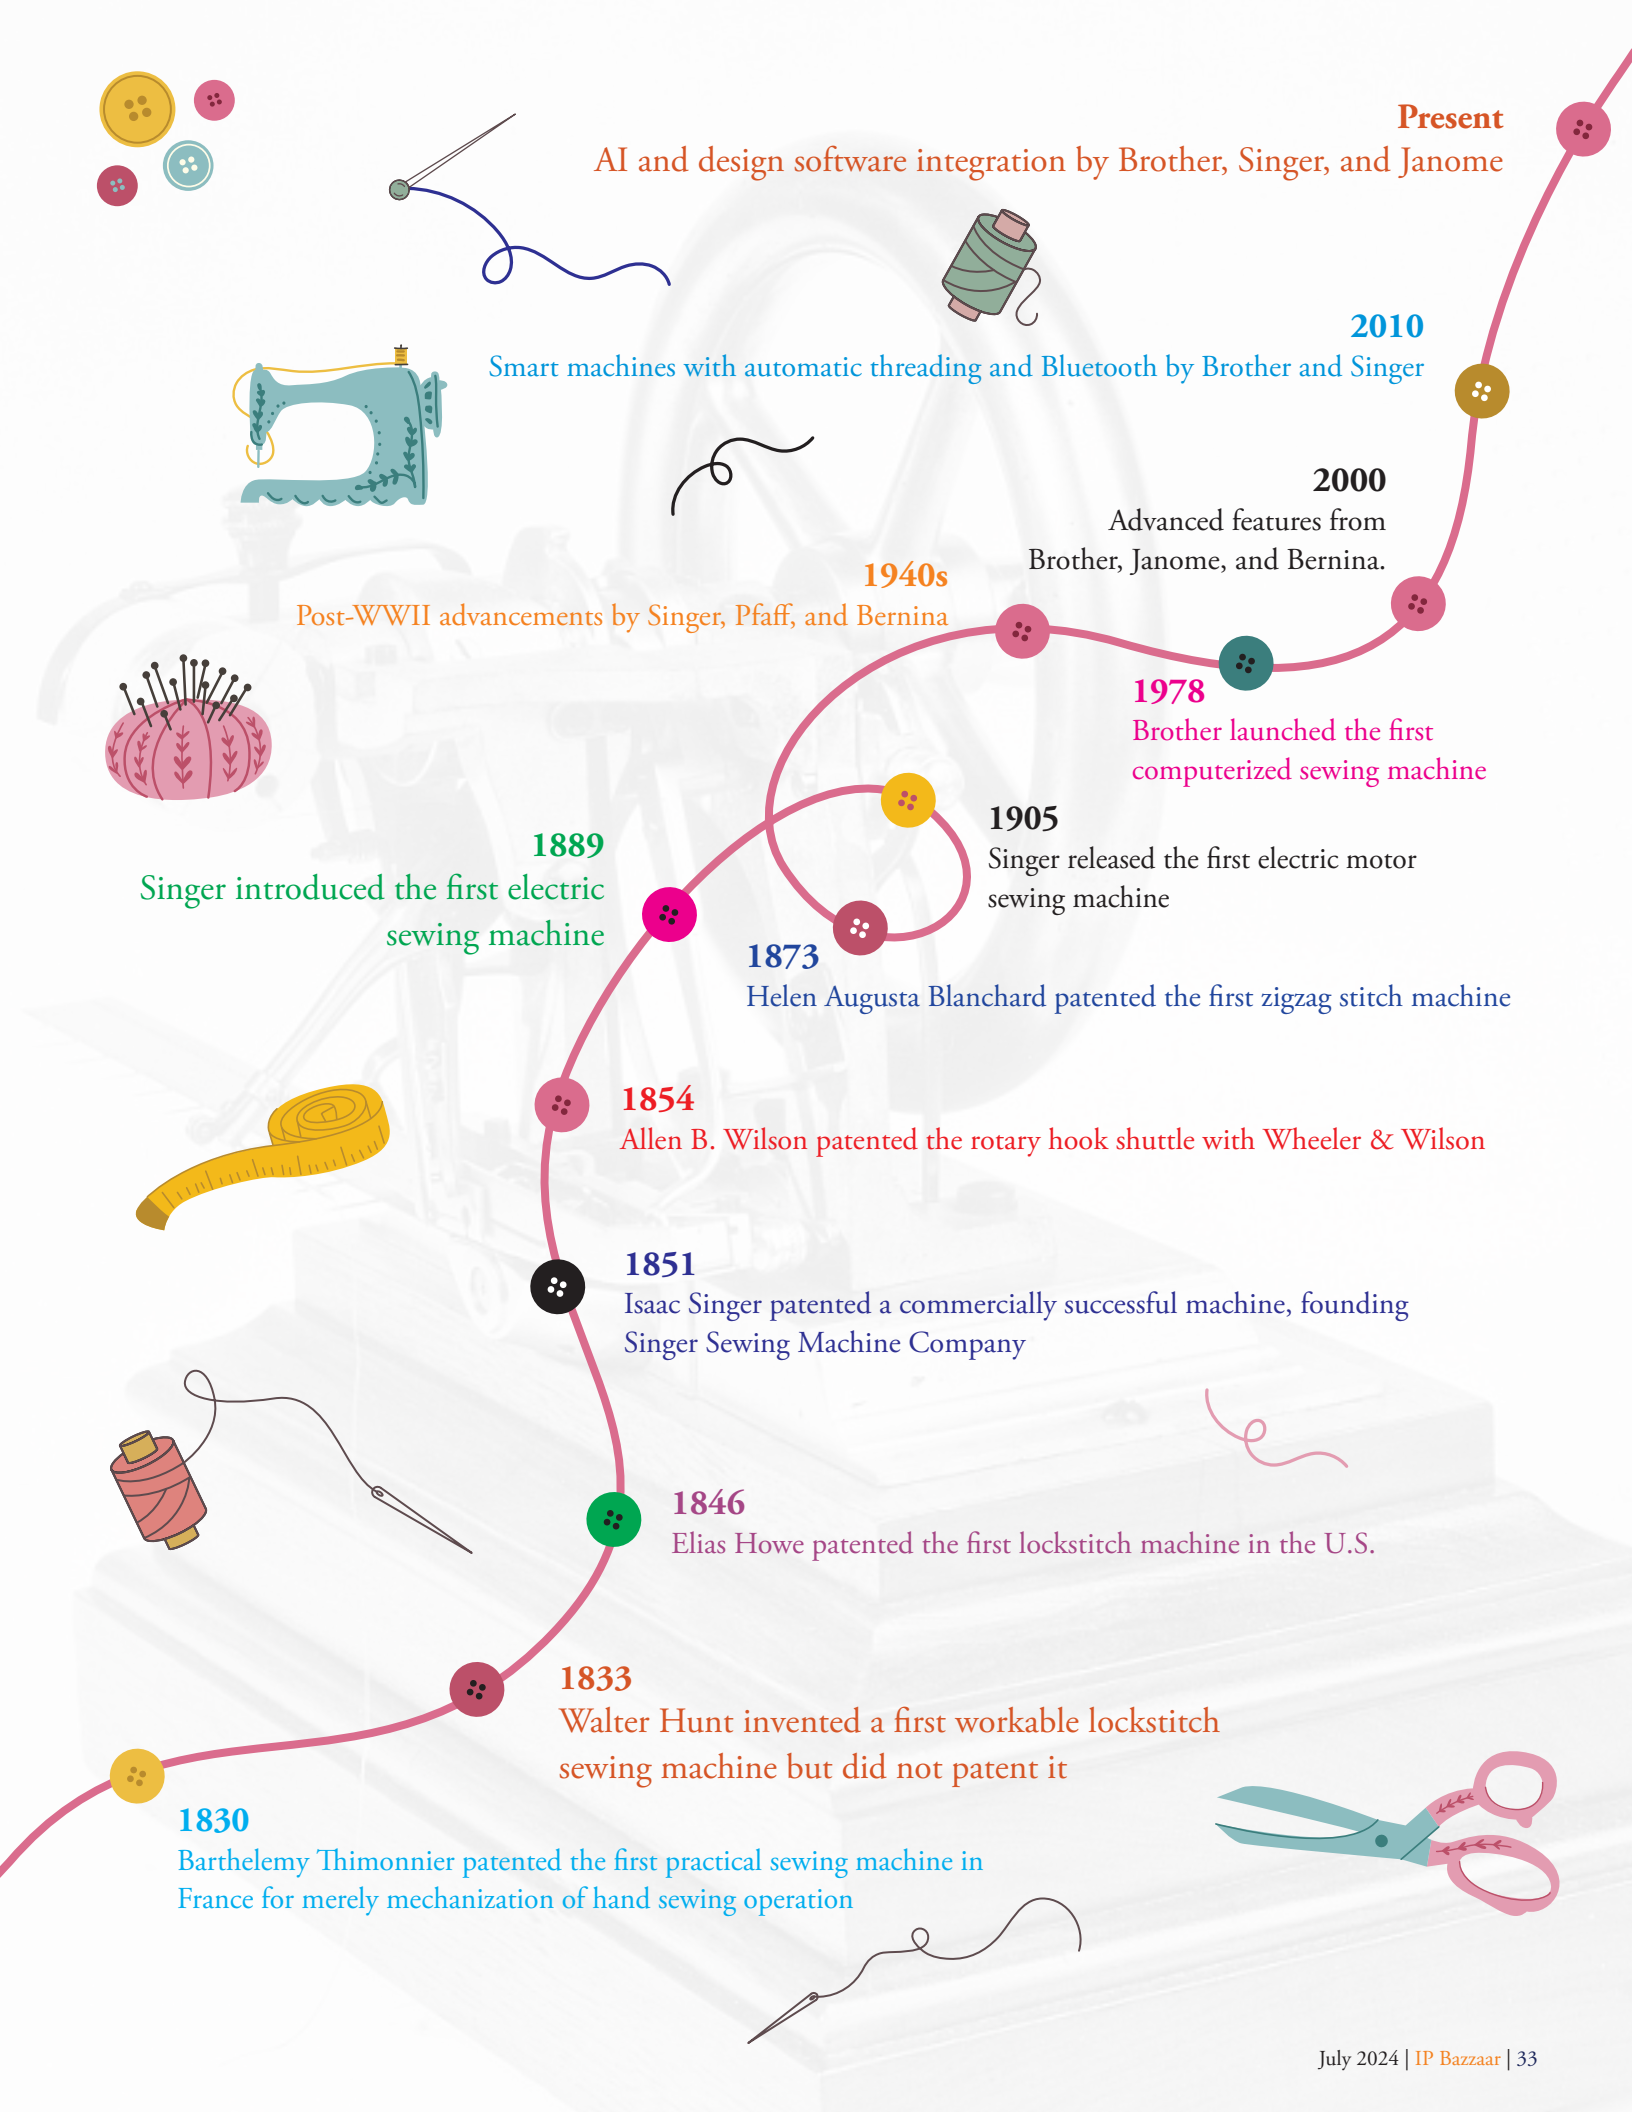 Present
AI and design software integration by Brother, Singer, and Janome
2010
Smart machines with automatic threading and Bluetooth by Brother and Singer
2000
Advanced features from
Brother, Janome, and Bernina.
1940s
Post-WWII advancements by Singer, Pfaff, and Bernina
1978
Brother launched the first
computerized sewing machine
1905
Singer released the first electric motor
sewing machine
1889
Singer introduced the first electric
sewing machine
1873
Helen Augusta Blanchard patented the first zigzag stitch machine
1854
Allen B. Wilson patented the rotary hook shuttle with Wheeler & Wilson
1851
Isaac Singer patented a commercially successful machine, founding
Singer Sewing Machine Company
1846
Elias Howe patented the first lockstitch machine in the U.S.
1833
Walter Hunt invented a first workable lockstitch
sewing machine but did not patent it
1830
Barthelemy Thimonnier patented the first practical sewing machine in
France for merely mechanization of hand sewing operation
July 2024 | IP Bazzaar | 33